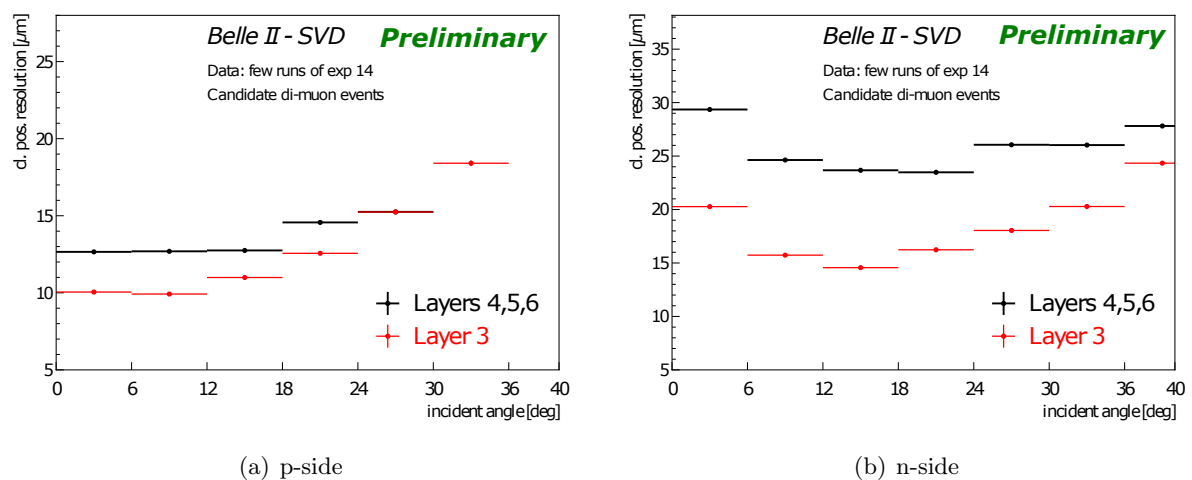 cl. pos. resolution [μm]
25
20
15
10
5
Belle II - SVD Preliminary
Data: few runs of exp 14
Candidate di-muon events
Layers 4,5,6
Layer 3
0 6 12 18 24 30 36 40
incident angle [deg]
(a) p-side
cl. pos. resolution [μm]
35
30
25
20
15
10
5
Belle II - SVD Preliminary
Data: few runs of exp 14
Candidate di-muon events
Layers 4,5,6
Layer 3
0 6 12 18 24 30 36 40
incident angle [deg]
(b) n-side